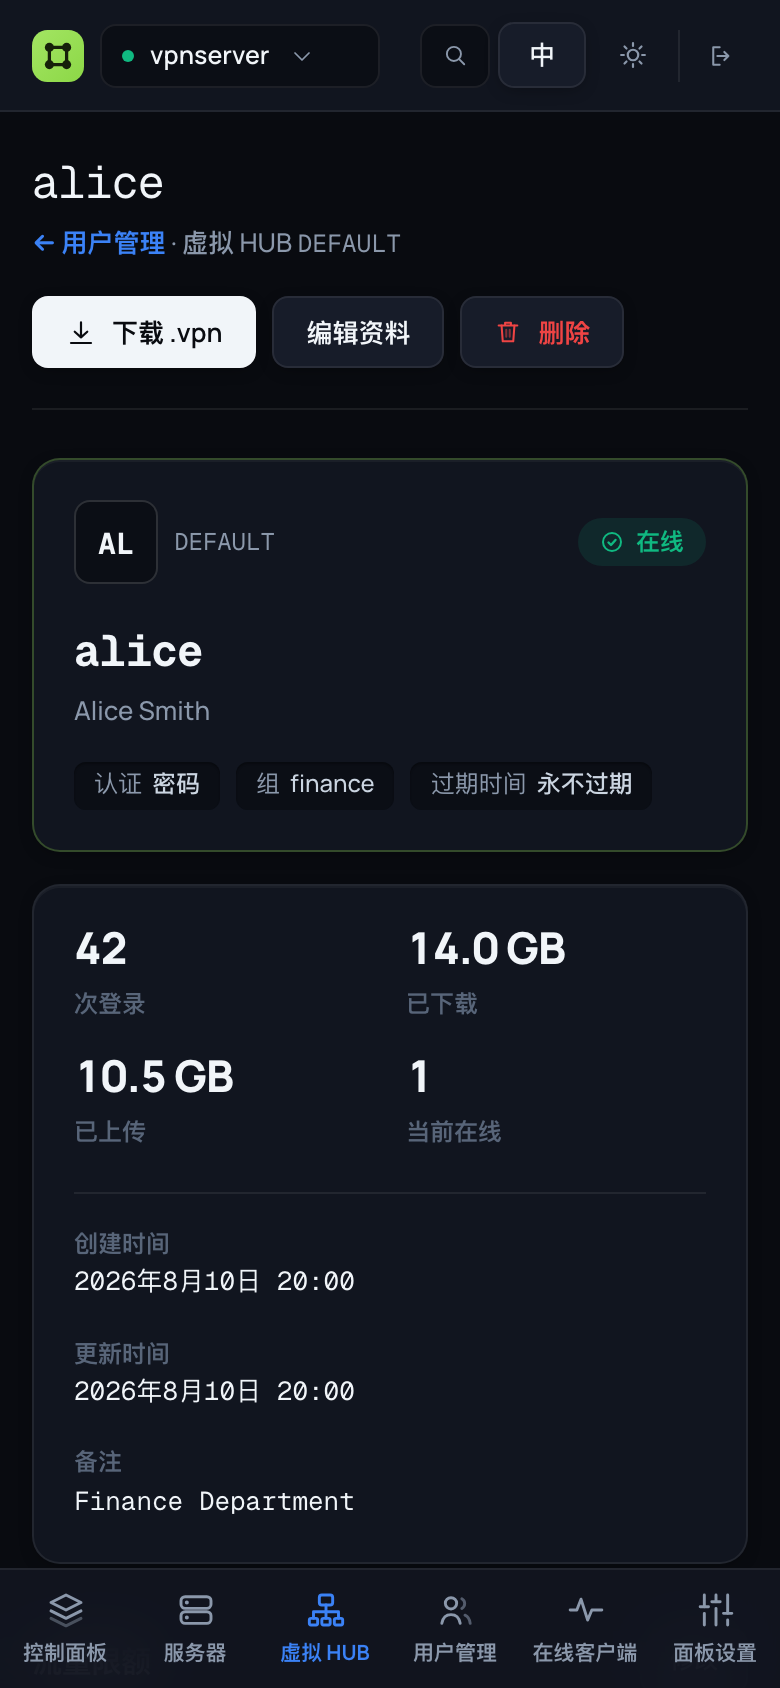 vpnserver 中
alice
← 用户管理 · 虚拟 HUB DEFAULT
下载 .vpn 编辑资料 删除
AL DEFAULT 在线
alice
Alice Smith
认证 密码 组 finance 过期时间 永不过期
42 14.0 GB
次登录 已下载
10.5 GB 1
已上传 当前在线
创建时间
2026年8月10日 20:00
更新时间
2026年8月10日 20:00
备注
Finance Department
控制面板 服务器 虚拟 HUB 用户管理 在线客户端 面板设置